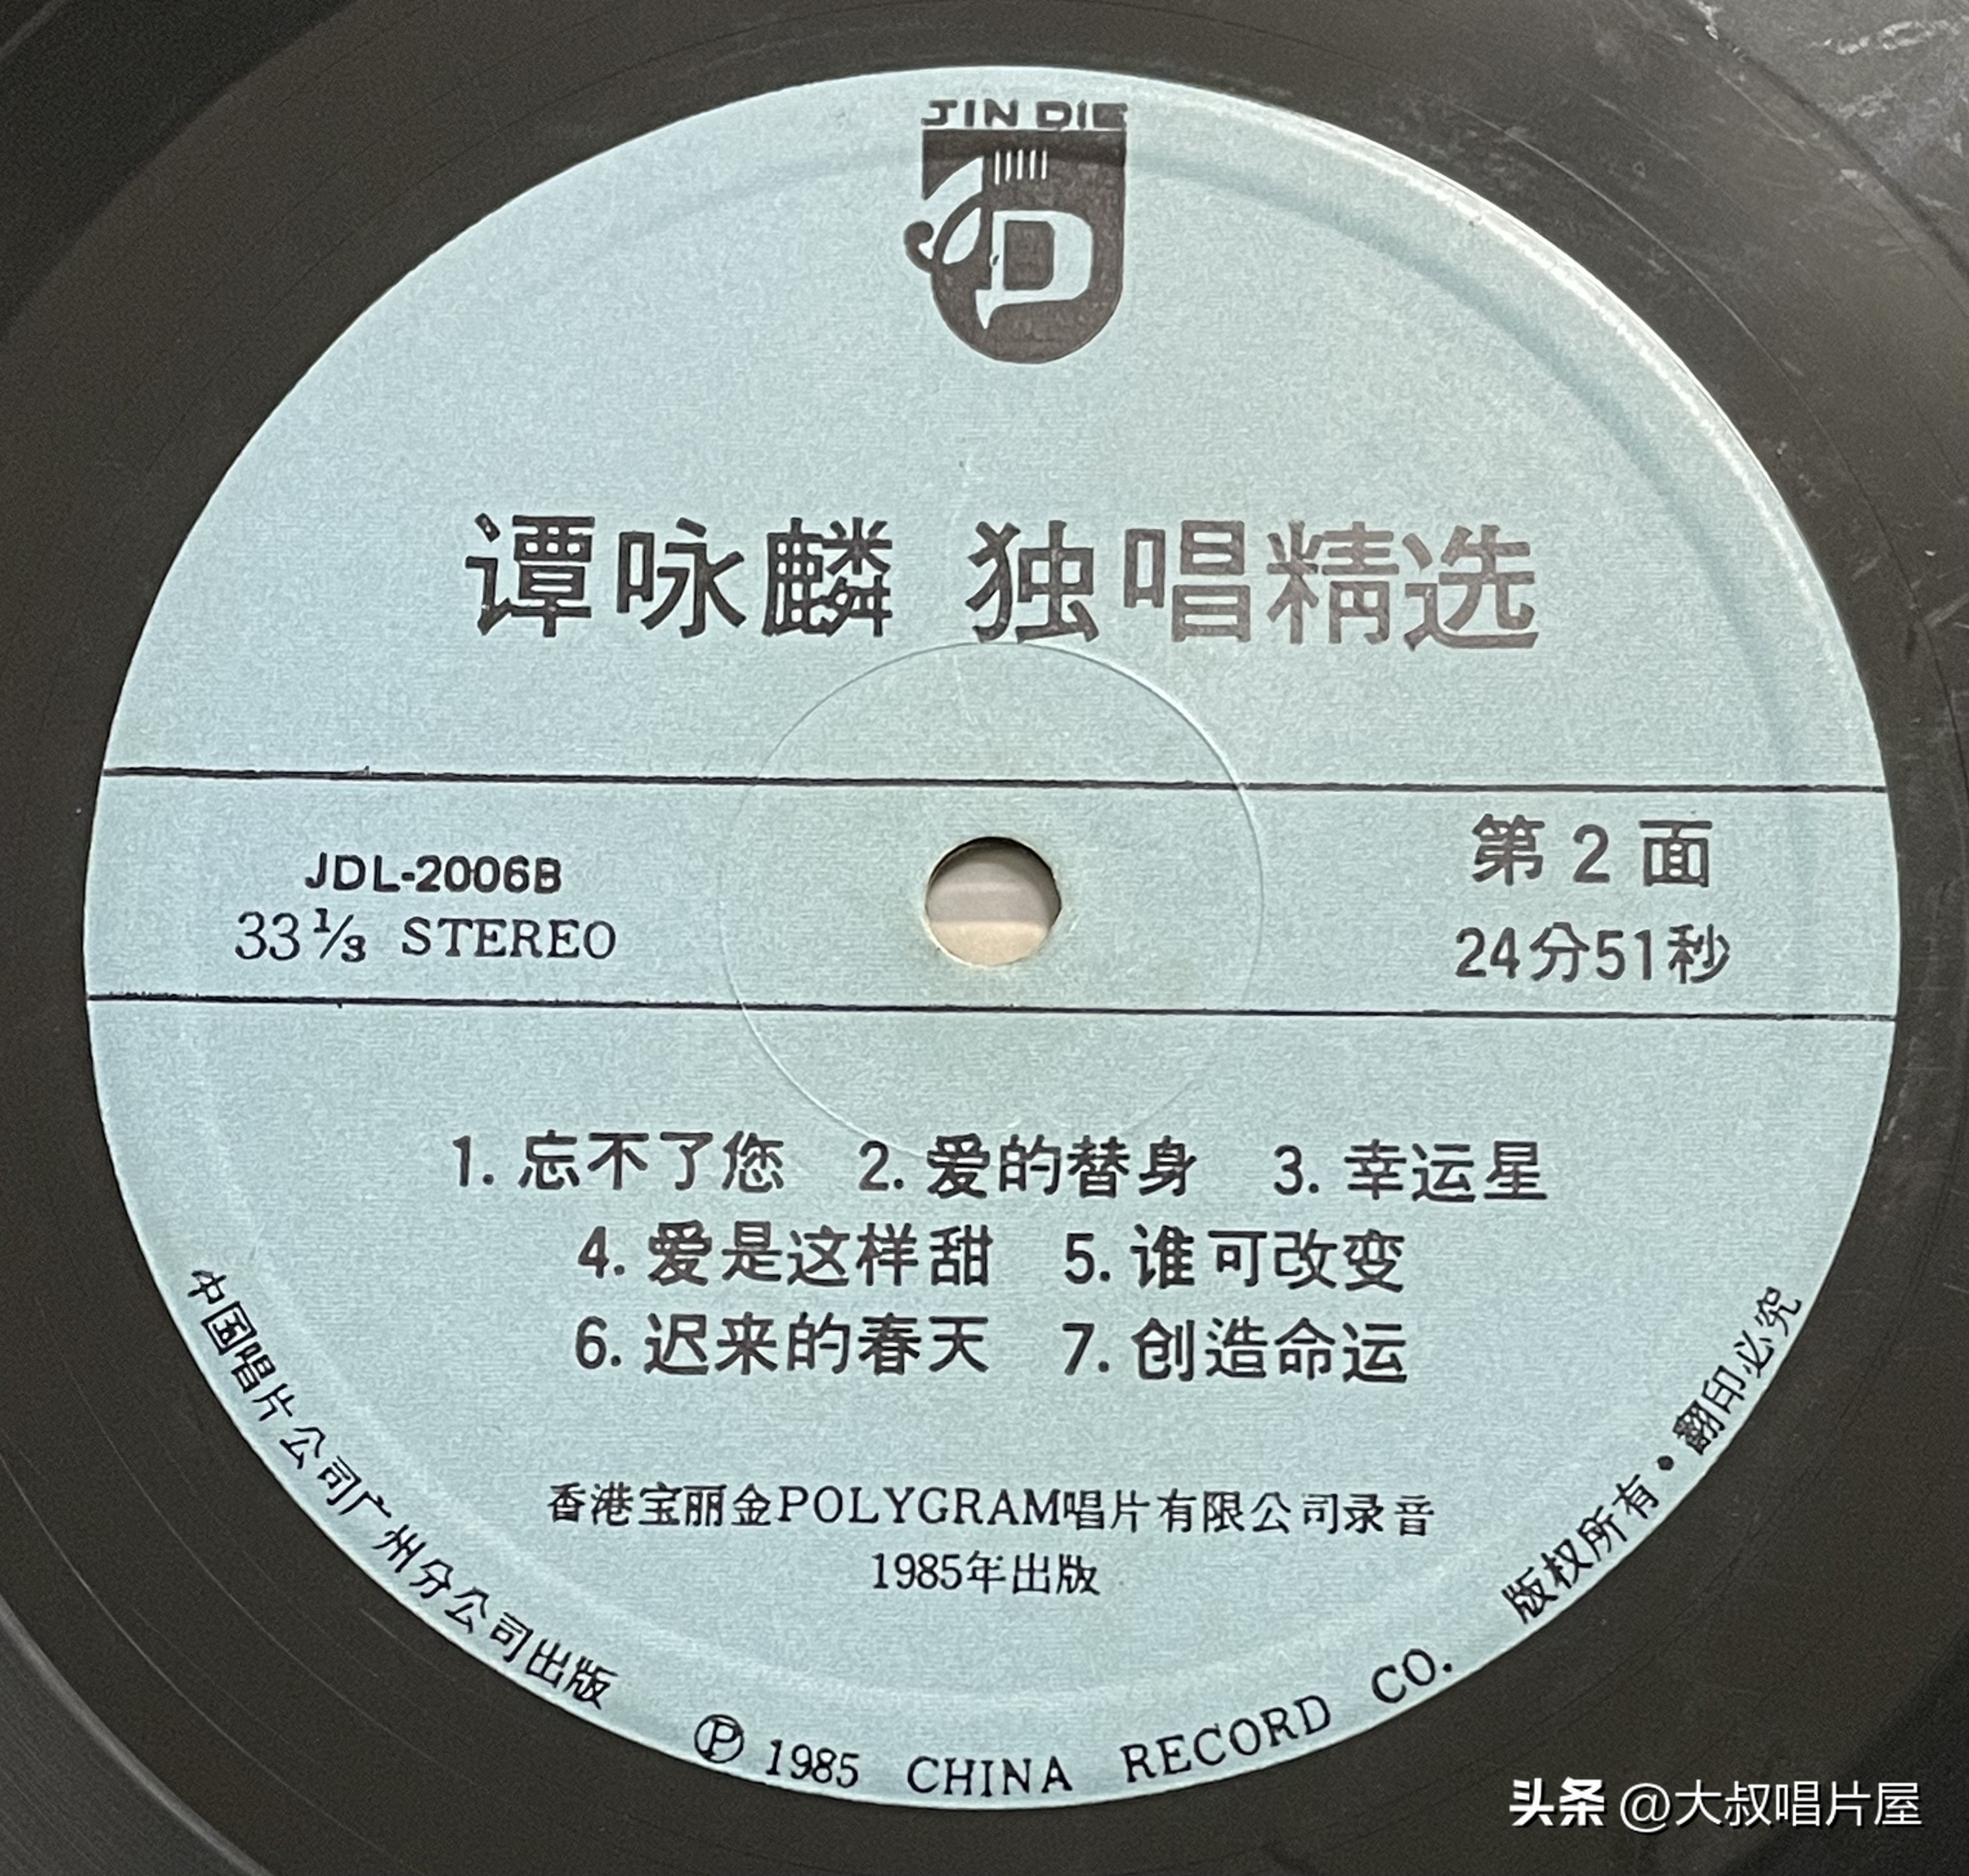 JIN DIE
谭咏麟 独唱精选
JDL-2006B
33⅓ STEREO
第2面
24分51秒
1. 忘不了您 2. 爱的替身 3. 幸运星
4. 爱是这样甜 5. 谁可改变
6. 迟来的春天 7. 创造命运
香港宝丽金POLYGRAM唱片有限公司录音
1985年出版
中国唱片公司广州分公司出版 Ⓟ 1985 CHINA RECORD CO. 版权所有·翻印必究
头条 @大叔唱片屋